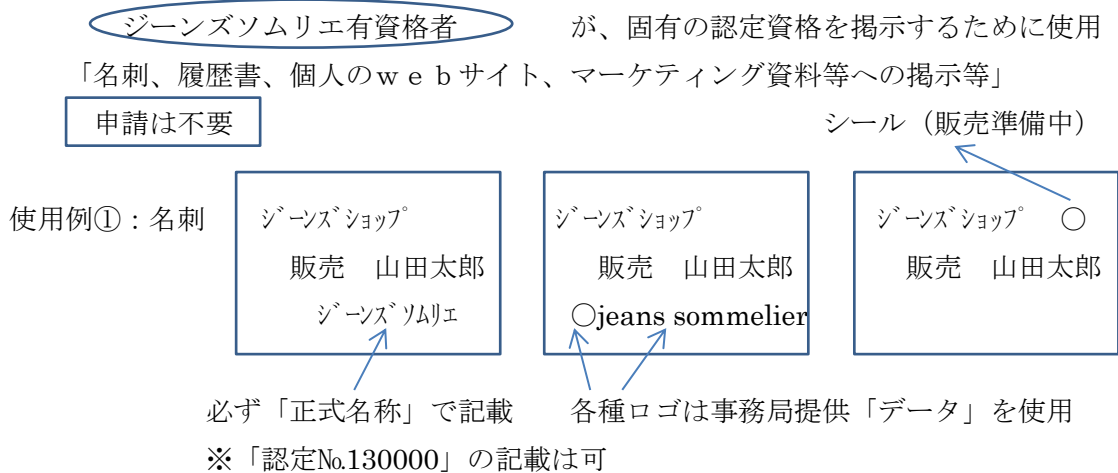 ジーンズソムリエ有資格者 が、固有の認定資格を掲示するために使用
「名刺、履歴書、個人のｗｅｂサイト、マーケティング資料等への掲示等」
申請は不要 シール（販売準備中）
使用例①：名刺
ｼﾞｰﾝｽﾞｼｮｯﾌﾟ
販売　山田太郎
ｼﾞｰﾝｽﾞｿﾑﾘｴ
ｼﾞｰﾝｽﾞｼｮｯﾌﾟ
販売　山田太郎
○jeans sommelier
ｼﾞｰﾝｽﾞｼｮｯﾌﾟ ○
販売　山田太郎
必ず「正式名称」で記載 各種ロゴは事務局提供「データ」を使用
※「認定№130000」の記載は可